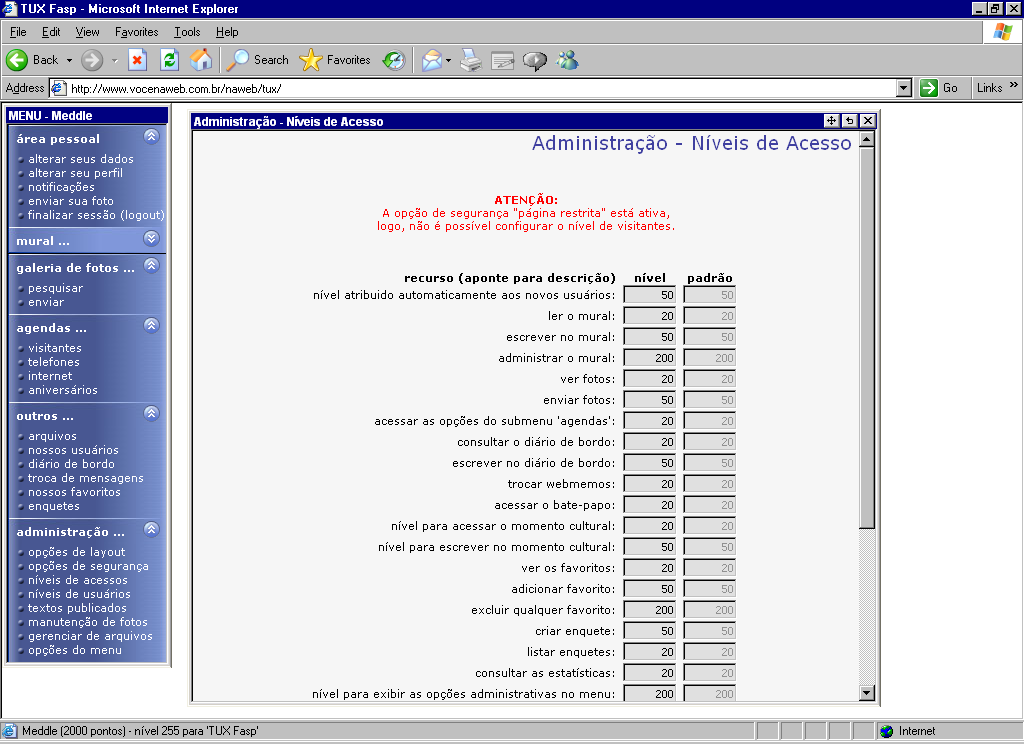 TUX Fasp - Microsoft Internet Explorer
File Edit View Favorites Tools Help
Back Search Favorites
Address http://www.vocenaweb.com.br/naweb/tux/ Go Links »
MENU - Meddle
área pessoal
alterar seus dados
alterar seu perfil
notificações
enviar sua foto
finalizar sessão (logout)
mural ...
galeria de fotos ...
pesquisar
enviar
agendas ...
visitantes
telefones
internet
aniversários
outros ...
arquivos
nossos usuários
diário de bordo
troca de mensagens
nossos favoritos
enquetes
administração ...
opções de layout
opções de segurança
níveis de acessos
níveis de usuários
textos publicados
manutenção de fotos
gerenciar de arquivos
opções do menu
Administração - Níveis de Acesso
Administração - Níveis de Acesso
ATENÇÃO:
A opção de segurança "página restrita" está ativa,
logo, não é possível configurar o nível de visitantes.
recurso (aponte para descrição) nível padrão
nível atribuido automaticamente aos novos usuários: 50 50
ler o mural: 20 20
escrever no mural: 50 50
administrar o mural: 200 200
ver fotos: 20 20
enviar fotos: 50 50
acessar as opções do submenu 'agendas': 20 20
consultar o diário de bordo: 20 20
escrever no diário de bordo: 50 50
trocar webmemos: 20 20
acessar o bate-papo: 20 20
nível para acessar o momento cultural: 20 20
nível para escrever no momento cultural: 50 50
ver os favoritos: 20 20
adicionar favorito: 50 50
excluir qualquer favorito: 200 200
criar enquete: 50 50
listar enquetes: 20 20
consultar as estatísticas: 20 20
nível para exibir as opções administrativas no menu: 200 200
Meddle (2000 pontos) - nível 255 para 'TUX Fasp' Internet